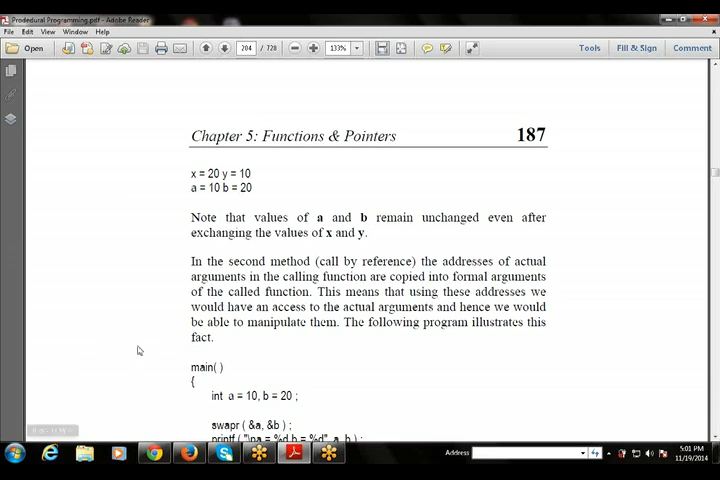 Prodedural Programming.pdf - Adobe Reader
File Edit View Window Help
Open 204 / 728 133% Tools Fill & Sign Comment
Chapter 5: Functions & Pointers 187
x = 20 y = 10
a = 10 b = 20
Note that values of a and b remain unchanged even after
exchanging the values of x and y.
In the second method (call by reference) the addresses of actual
arguments in the calling function are copied into formal arguments
of the called function. This means that using these addresses we
would have an access to the actual arguments and hence we would
be able to manipulate them. The following program illustrates this
fact.
main( )
{
int a = 10, b = 20 ;
swapr ( &a, &b ) ;
printf ( "\na = %d b = %d", a, b ) ;
Address
5:01 PM
11/19/2014